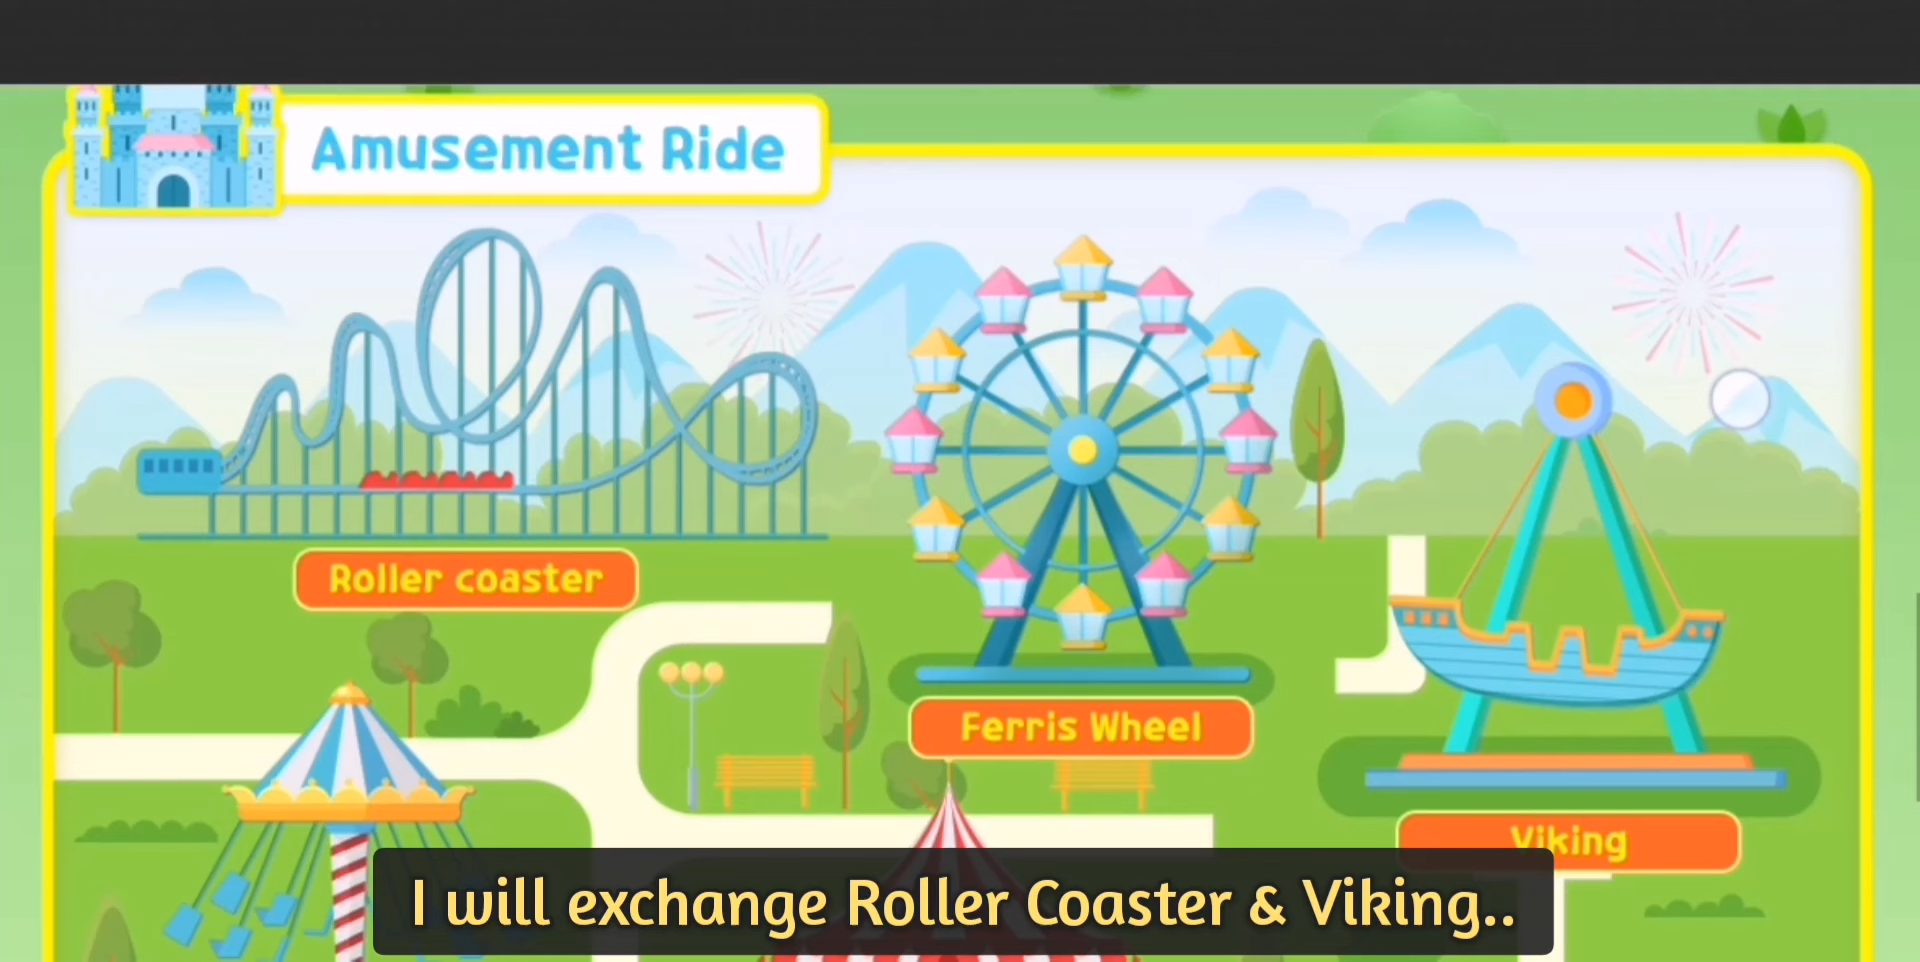 Amusement Ride
Roller coaster
Ferris Wheel
Viking
I will exchange Roller Coaster & Viking..